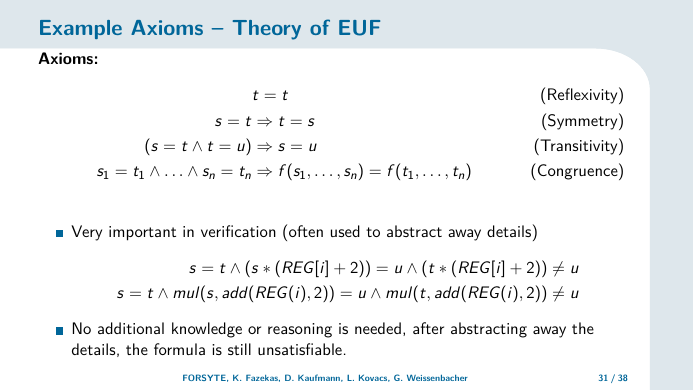 Example Axioms – Theory of EUF
Axioms:
t = t (Reflexivity)
s = t ⇒ t = s (Symmetry)
(s = t ∧ t = u) ⇒ s = u (Transitivity)
s₁ = t₁ ∧ … ∧ sₙ = tₙ ⇒ f(s₁, …, sₙ) = f(t₁, …, tₙ) (Congruence)
Very important in verification (often used to abstract away details)
s = t ∧ (s ∗ (REG[i] + 2)) = u ∧ (t ∗ (REG[i] + 2)) ≠ u
s = t ∧ mul(s, add(REG(i), 2)) = u ∧ mul(t, add(REG(i), 2)) ≠ u
No additional knowledge or reasoning is needed, after abstracting away the
details, the formula is still unsatisfiable.
FORSYTE, K. Fazekas, D. Kaufmann, L. Kovacs, G. Weissenbacher 31 / 38